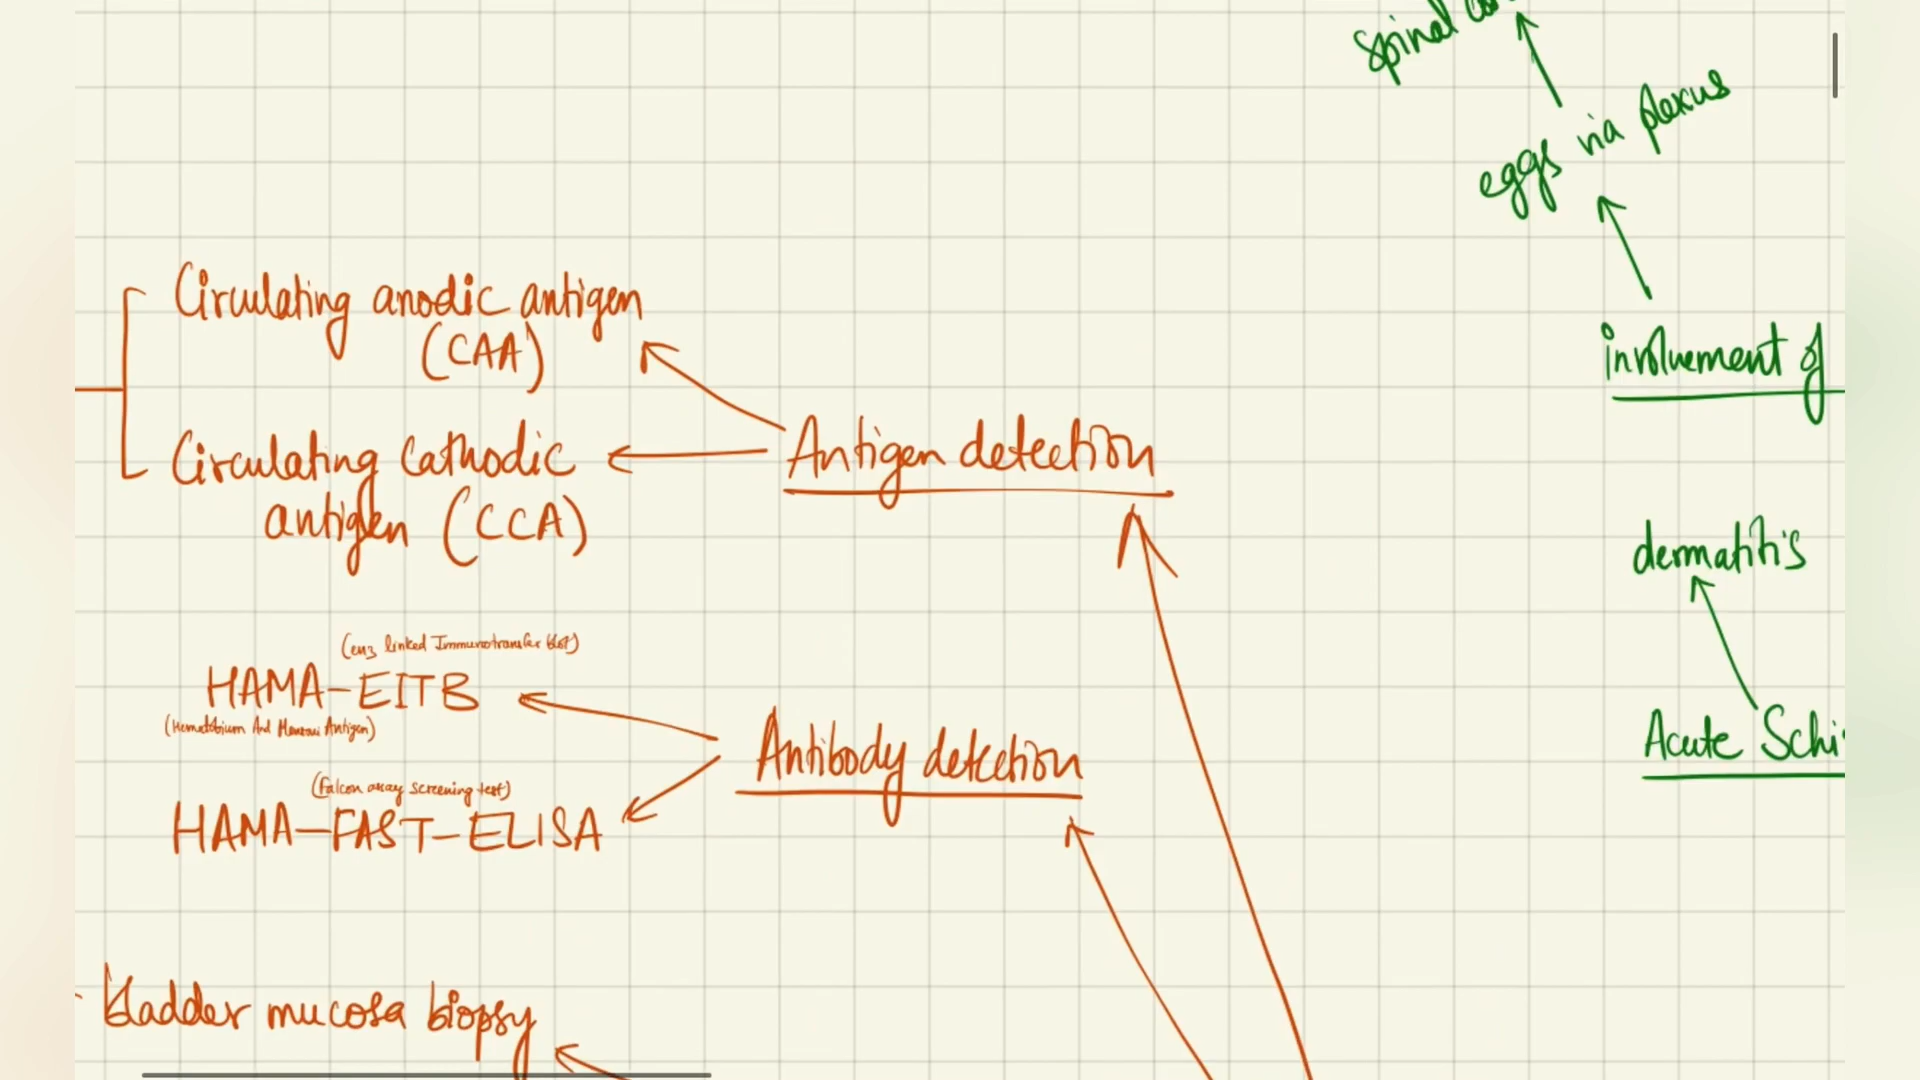 spinal
eggs via plexus
involvement of
dermatitis
Acute Schi
Circulating anodic antigen
(CAA)
Circulating Cathodic
antigen (CCA)
Antigen detection
(enz linked Immunotransfer blot)
HAMA-EITB
(Hematobium And Mansoni Antigen)
(Falcon assay screening test)
HAMA-FAST-ELISA
Antibody detection
bladder mucosa biopsy